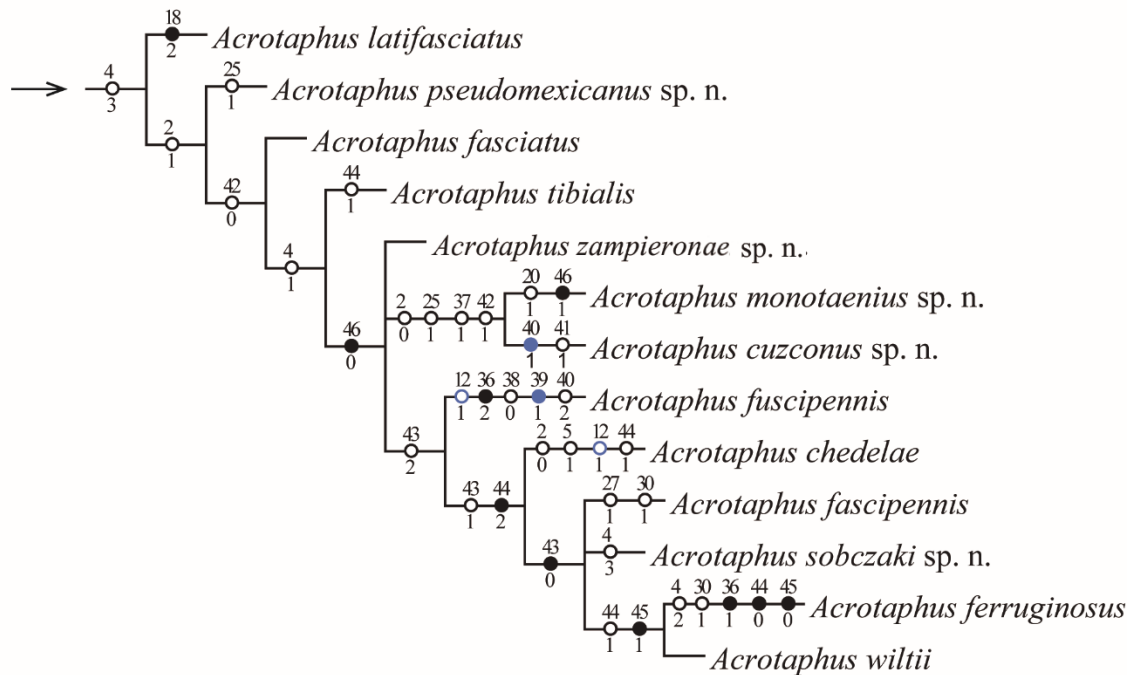 18
2
Acrotaphus latifasciatus
4
3
25
1
Acrotaphus pseudomexicanus sp. n.
2
1
Acrotaphus fasciatus
42
0
44
1
Acrotaphus tibialis
4
1
Acrotaphus zampieronae sp. n.
20 46
1 1
Acrotaphus monotaenius sp. n.
2 25 37 42
0 1 1 1
46
0
40 41
1 1
Acrotaphus cuzconus sp. n.
12 36 38 39 40
1 2 0 1 2
Acrotaphus fuscipennis
43
2
2 5 12 44
0 1 1 1
Acrotaphus chedelae
43 44
1 2
27 30
1 1
Acrotaphus fascipennis
43
0
4
3
Acrotaphus sobczaki sp. n.
4 30 36 44 45
2 1 1 0 0
Acrotaphus ferruginosus
44 45
1 1
Acrotaphus wiltii